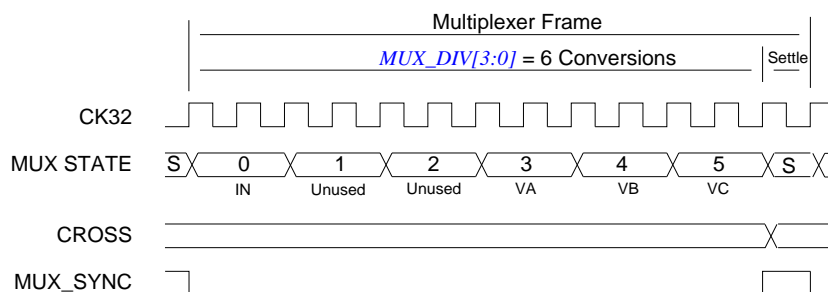 Multiplexer Frame
MUX_DIV[3:0] = 6 Conversions Settle
CK32
MUX STATE S 0 1 2 3 4 5 S
IN Unused Unused VA VB VC
CROSS
MUX_SYNC